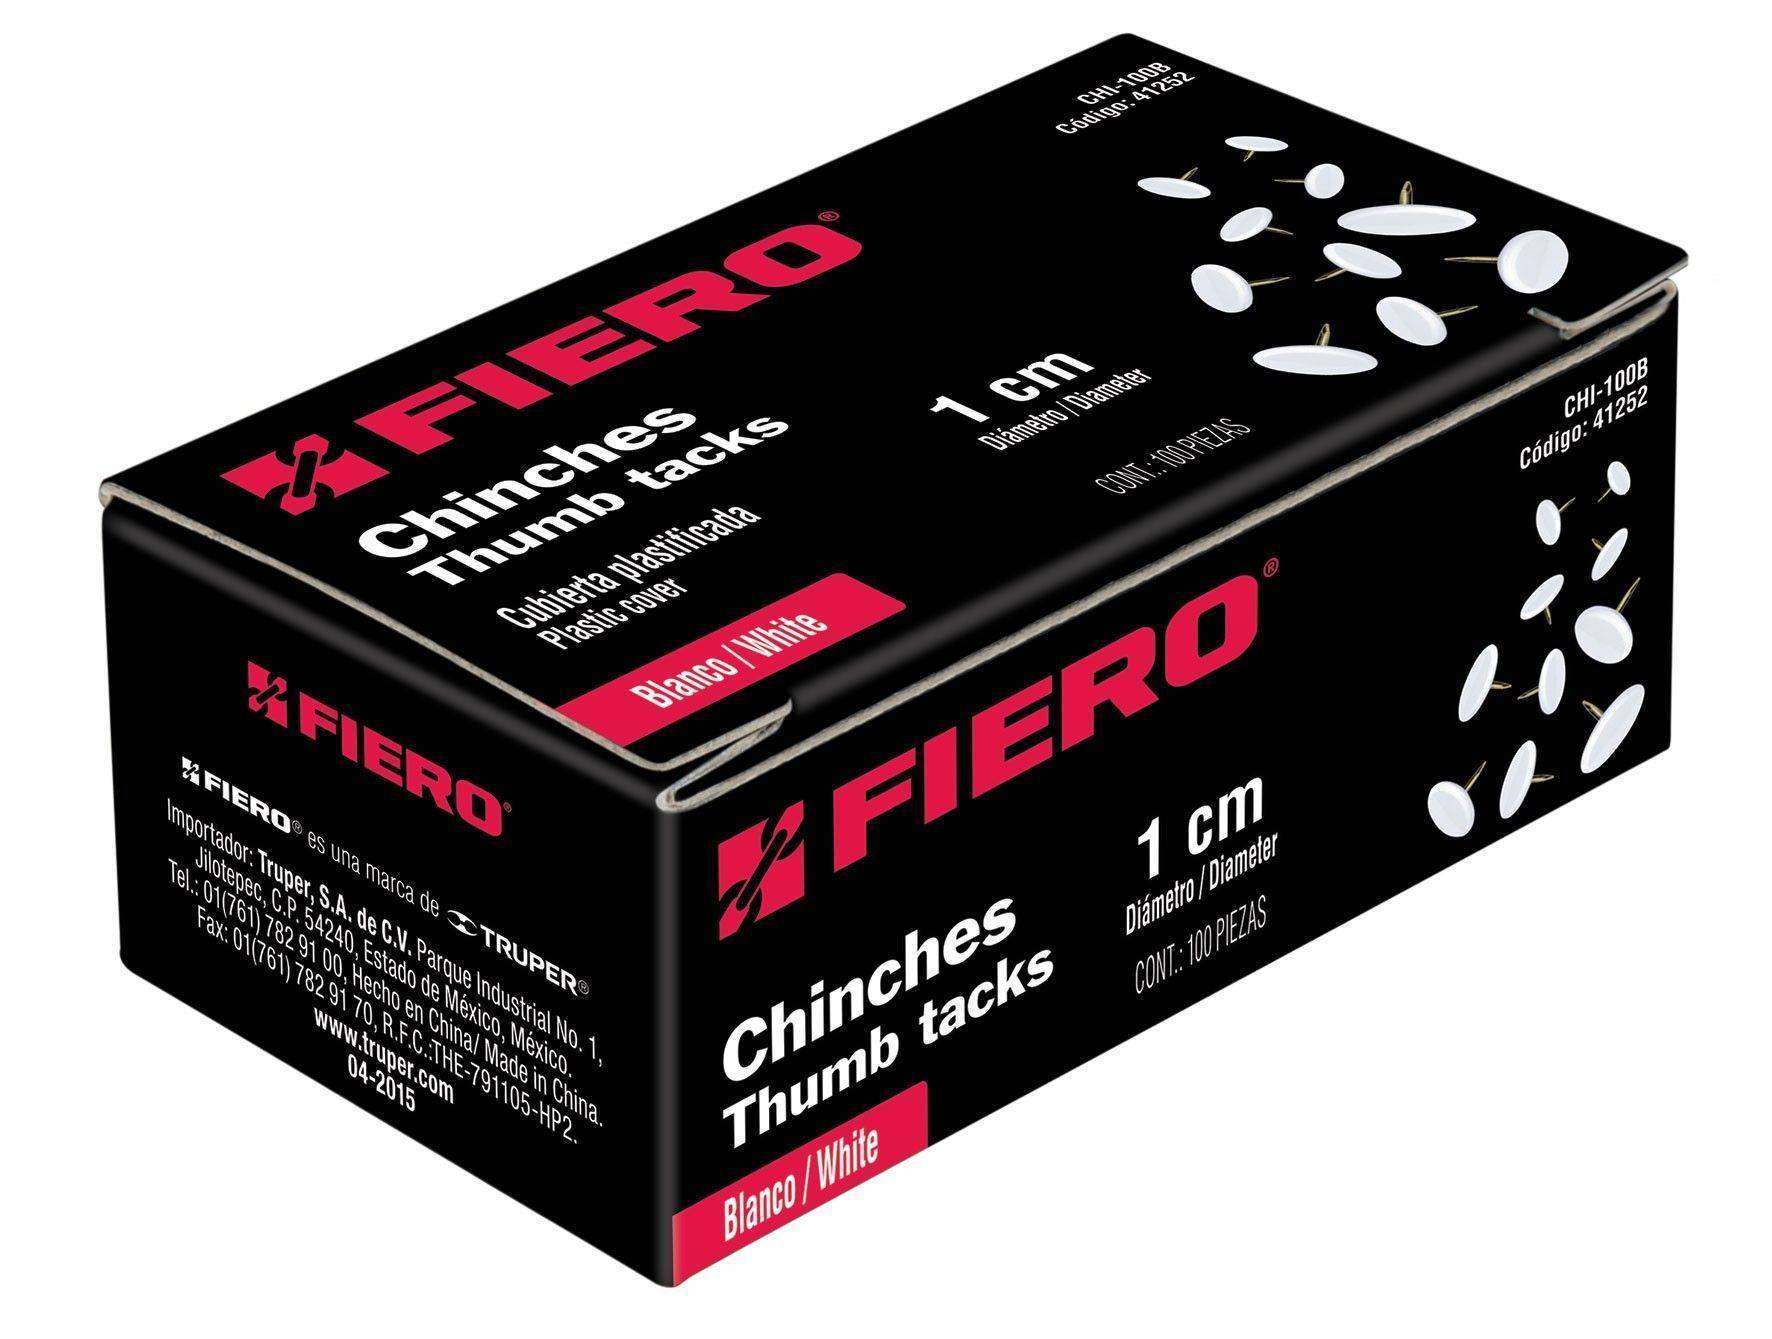 CHI-100B
Código: 41252
FIERO®
Chinches
Thumb tacks
Cubierta plastificada
Plastic cover
Blanco / White
1 cm
Diámetro / Diameter
CONT.: 100 PIEZAS
FIERO®
FIERO® es una marca de TRUPER®
Importador: Truper, S.A. de C.V. Parque Industrial No. 1,
Jilotepec, C.P. 54240, Estado de México, México.
Tel.: 01(761) 782 91 00, Hecho en China/ Made in China.
Fax: 01(761) 782 91 70, R.F.C.:THE-791105-HP2.
www.truper.com
04-2015
FIERO®
Chinches
Thumb tacks
Blanco / White
1 cm
Diámetro / Diameter
CONT.: 100 PIEZAS
CHI-100B
Código: 41252